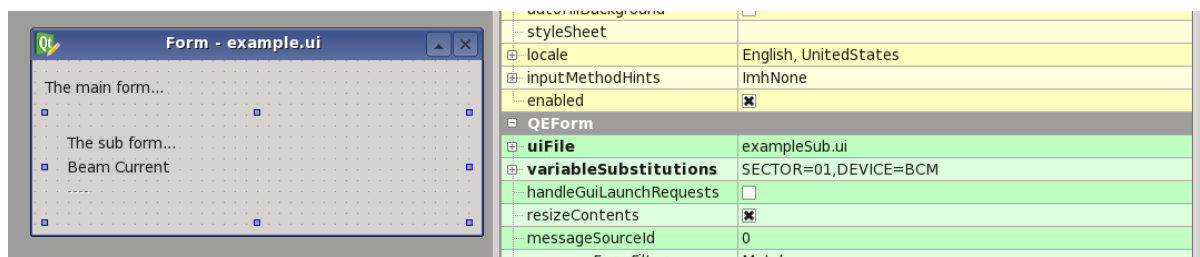 Form - example.ui
The main form...
The sub form...
Beam Current
----
autoFillBackground
styleSheet
locale English, UnitedStates
inputMethodHints ImhNone
enabled
QEForm
uiFile exampleSub.ui
variableSubstitutions SECTOR=01,DEVICE=BCM
handleGuiLaunchRequests
resizeContents
messageSourceId 0